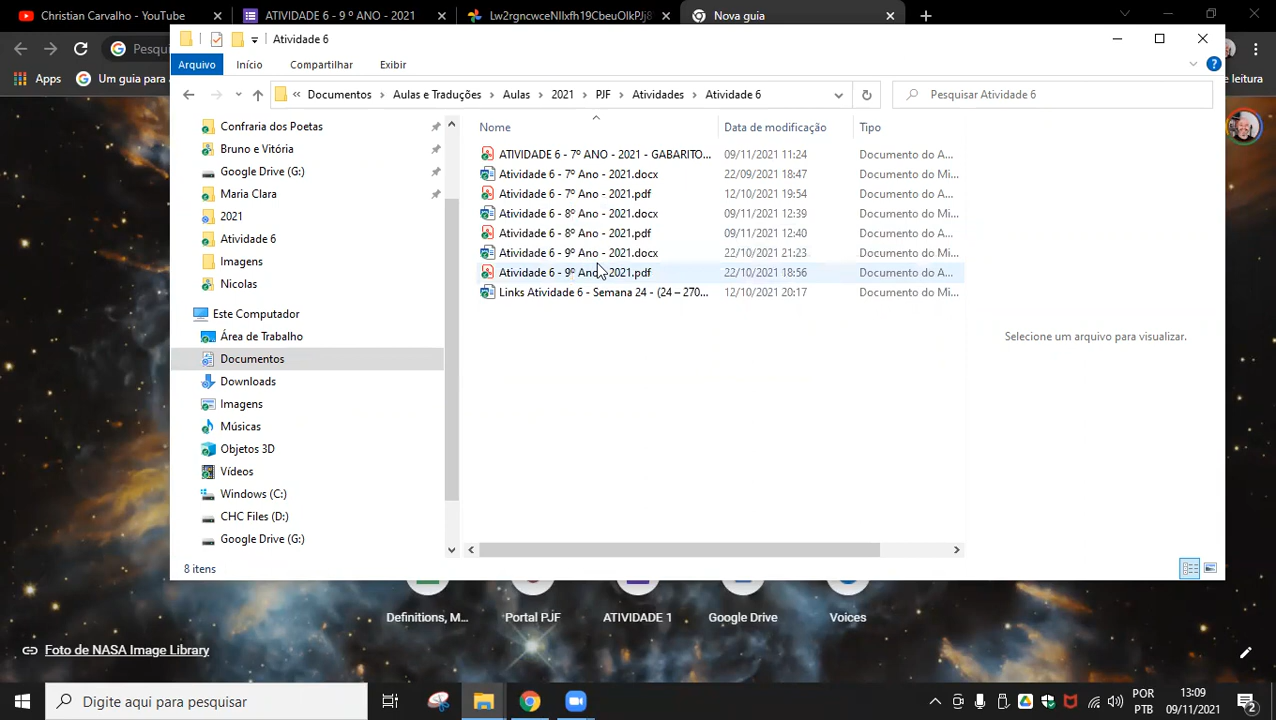 Christian Carvalho - YouTube
ATIVIDADE 6 - 9 º ANO - 2021
Nova guia
Atividade 6
Pesqu
Arquivo Início Compartilhar Exibir
Apps Um guia para
e leitura
« Documentos > Aulas e Traduções > Aulas > 2021 > PJF > Atividades > Atividade 6
Pesquisar Atividade 6
Confraria dos Poetas
Bruno e Vitória
Google Drive (G:)
Maria Clara
2021
Atividade 6
Imagens
Nicolas
Este Computador
Área de Trabalho
Documentos
Downloads
Imagens
Músicas
Objetos 3D
Vídeos
Windows (C:)
CHC Files (D:)
Google Drive (G:)
Nome Data de modificação Tipo
ATIVIDADE 6 - 7º ANO - 2021 - GABARITO... 09/11/2021 11:24 Documento do A...
Atividade 6 - 7º Ano - 2021.docx 22/09/2021 18:47 Documento do Mi...
Atividade 6 - 7º Ano - 2021.pdf 12/10/2021 19:54 Documento do A...
Atividade 6 - 8º Ano - 2021.docx 09/11/2021 12:39 Documento do Mi...
Atividade 6 - 8º Ano - 2021.pdf 09/11/2021 12:40 Documento do A...
Atividade 6 - 9º Ano - 2021.docx 22/10/2021 21:23 Documento do Mi...
Atividade 6 - 9º Ano - 2021.pdf 22/10/2021 18:56 Documento do A...
Links Atividade 6 - Semana 24 - (24 – 270... 12/10/2021 20:17 Documento do Mi...
Selecione um arquivo para visualizar.
8 itens
Definitions, M... Portal PJF ATIVIDADE 1 Google Drive Voices
Foto de NASA Image Library
Digite aqui para pesquisar
POR
PTB
13:09
09/11/2021
2